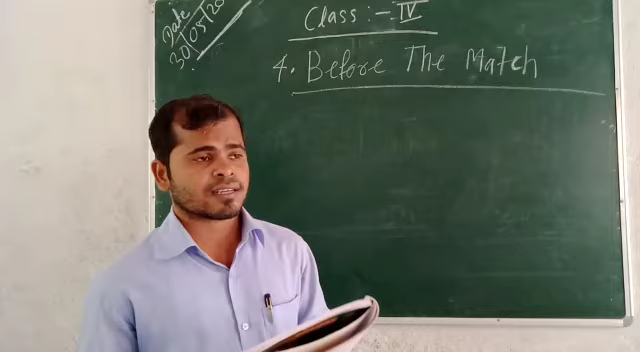 Date
30/05/20
Class :- IV
4. Before The Match